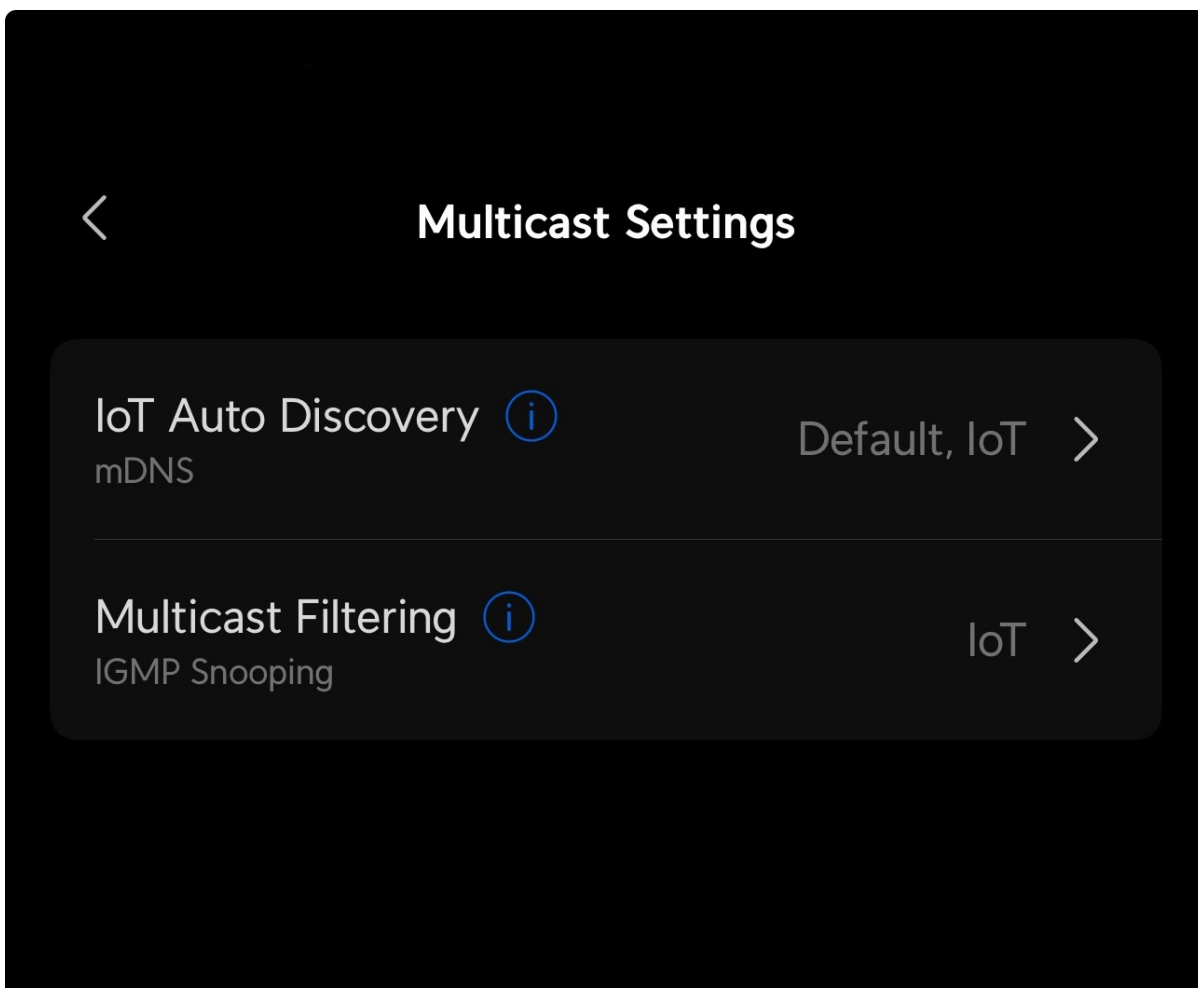 Multicast Settings
IoT Auto Discovery
Default, IoT
mDNS
Multicast Filtering
IoT
IGMP Snooping